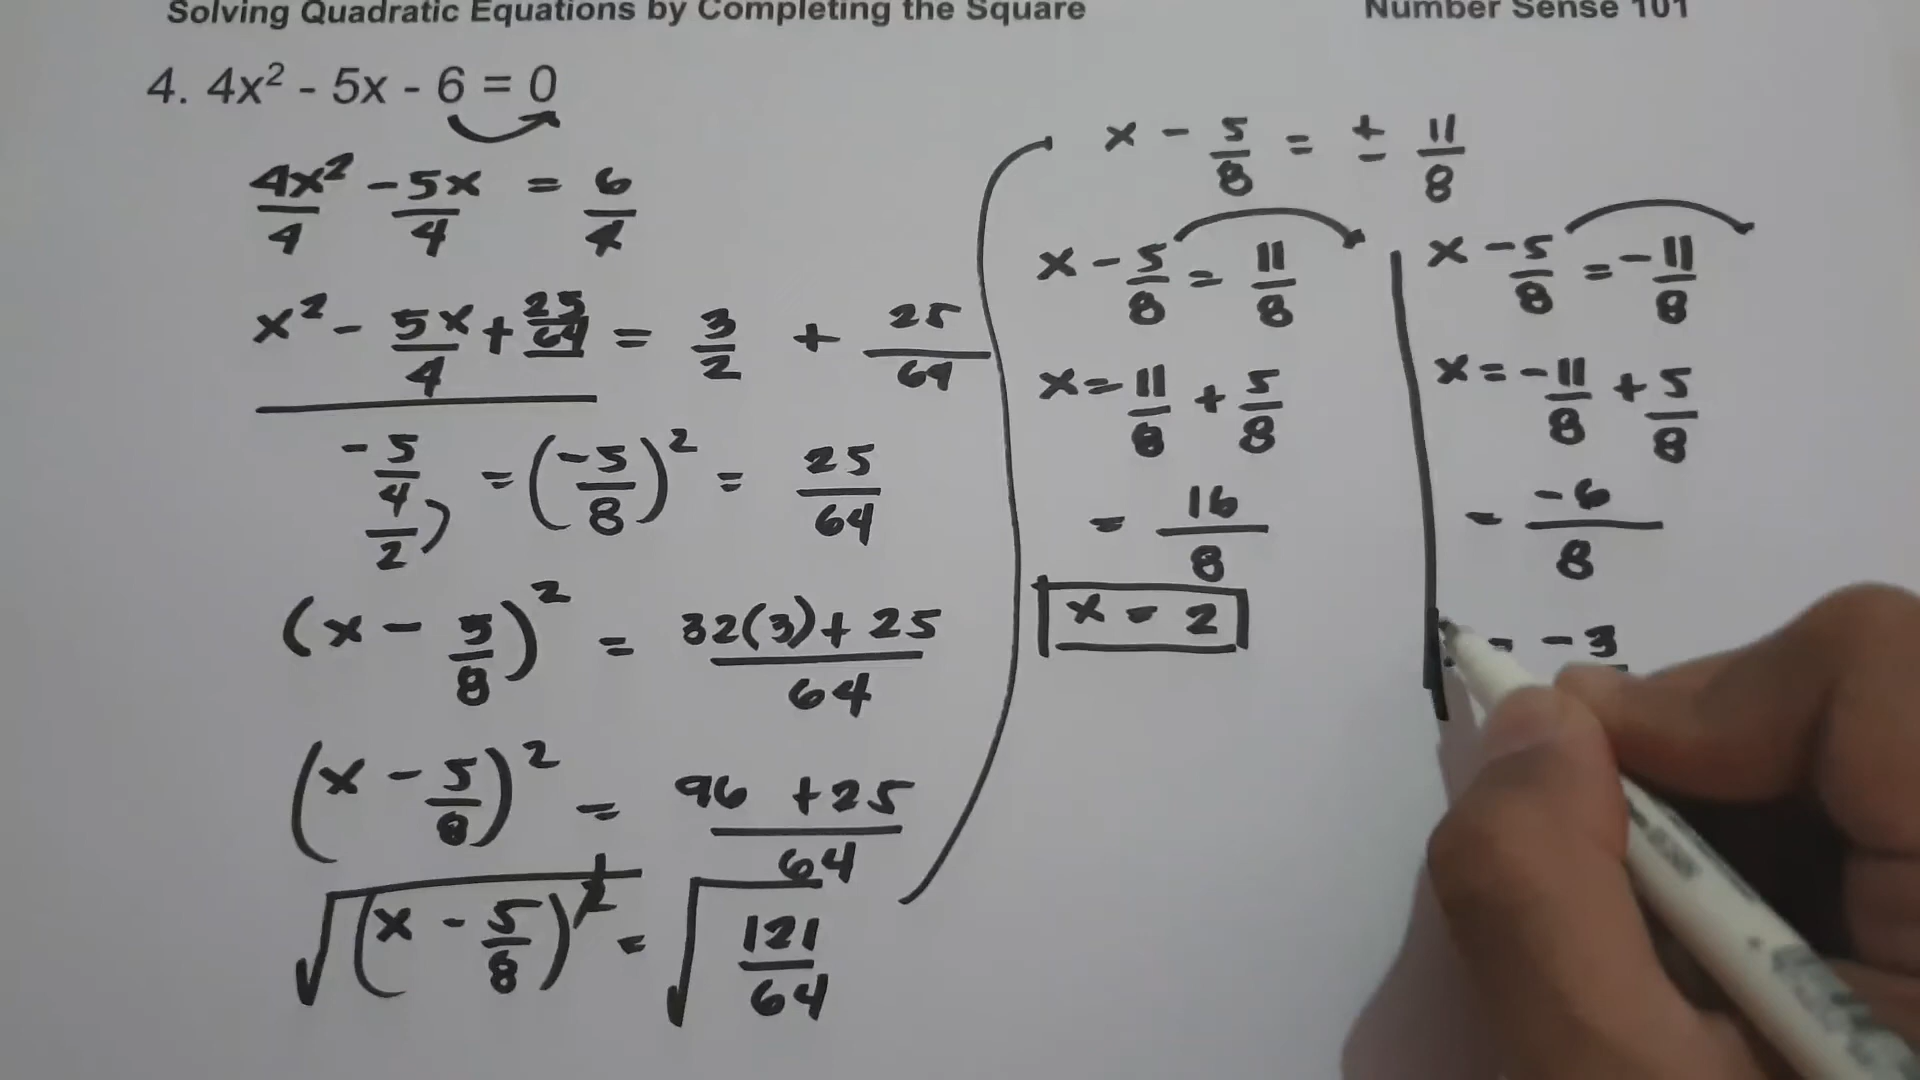 Solving Quadratic Equations by Completing the Square
Number Sense 101
4. 4x² - 5x - 6 = 0
4x²/4 - 5x/4 = 6/4
x² - 5x/4 + 25/64 = 3/2 + 25/64
-5/4/2 = (-5/8)² = 25/64
(x - 5/8)² = 32(3) + 25/64
(x - 5/8)² = 96 + 25/64
√(x - 5/8)² = √121/64
1
x - 5/8 = ± 11/8
x - 5/8 = 11/8
x = 11/8 + 5/8
= 16/8
x = 2
x - 5/8 = -11/8
x = -11/8 + 5/8
= -6/8
= -3